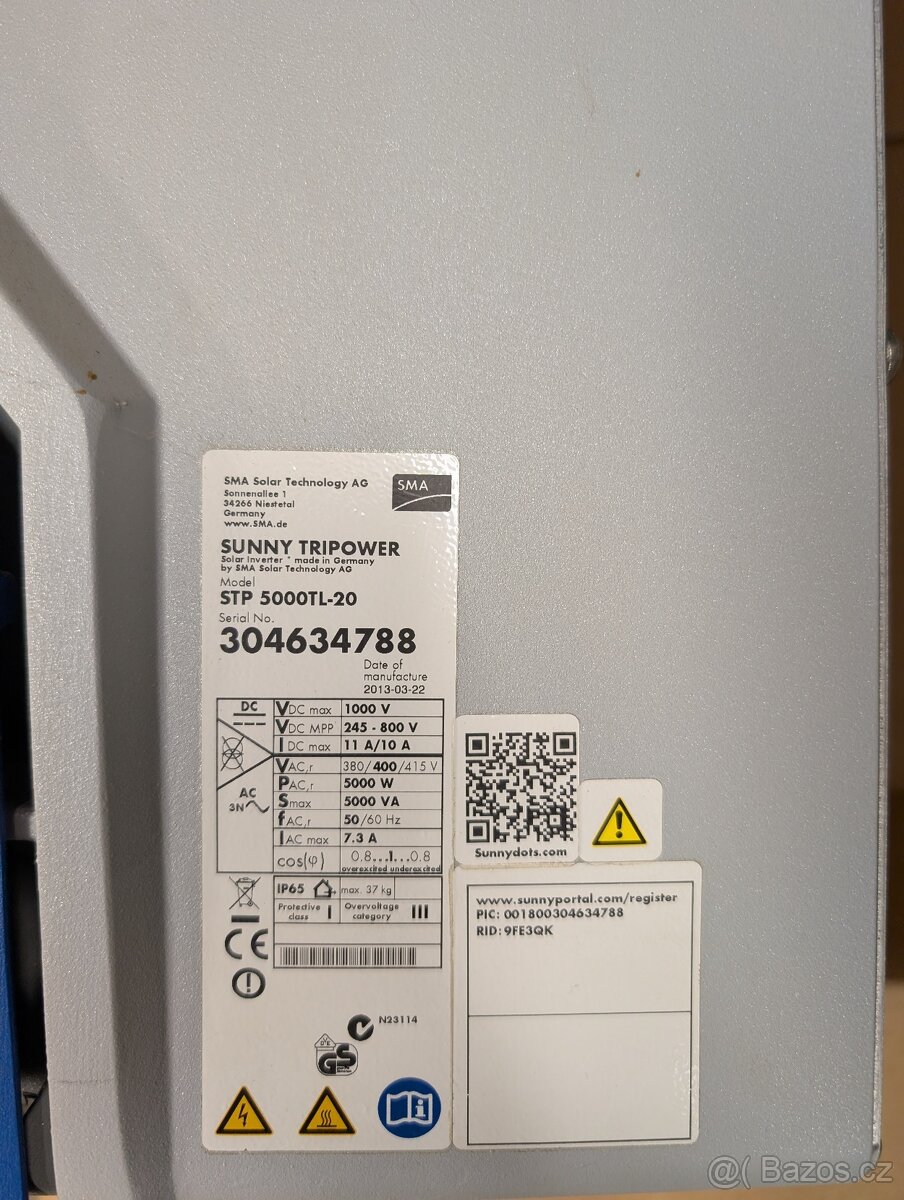 SMA Solar Technology AG
Sonnenallee 1
34266 Niestetal
Germany
www.SMA.de
SMA
SUNNY TRIPOWER
Solar Inverter ™ made in Germany
by SMA Solar Technology AG
Model
STP 5000TL-20
Serial No.
304634788
Date of
manufacture
2013-03-22
DC
VDC max 1000 V
VDC MPP 245 - 800 V
IDC max 11 A/10 A
AC
3N
VAC,r 380/400/415 V
PAC,r 5000 W
Smax 5000 VA
fAC,r 50/60 Hz
IAC max 7.3 A
cos(φ) 0.8...1...0.8
overexcited underexcited
IP65 max. 37 kg
Protective class I Overvoltage category III
CE
N23114
GS
Sunnydots.com
www.sunnyportal.com/register
PIC: 001800304634788
RID: 9FE3QK
@( Bazos.cz